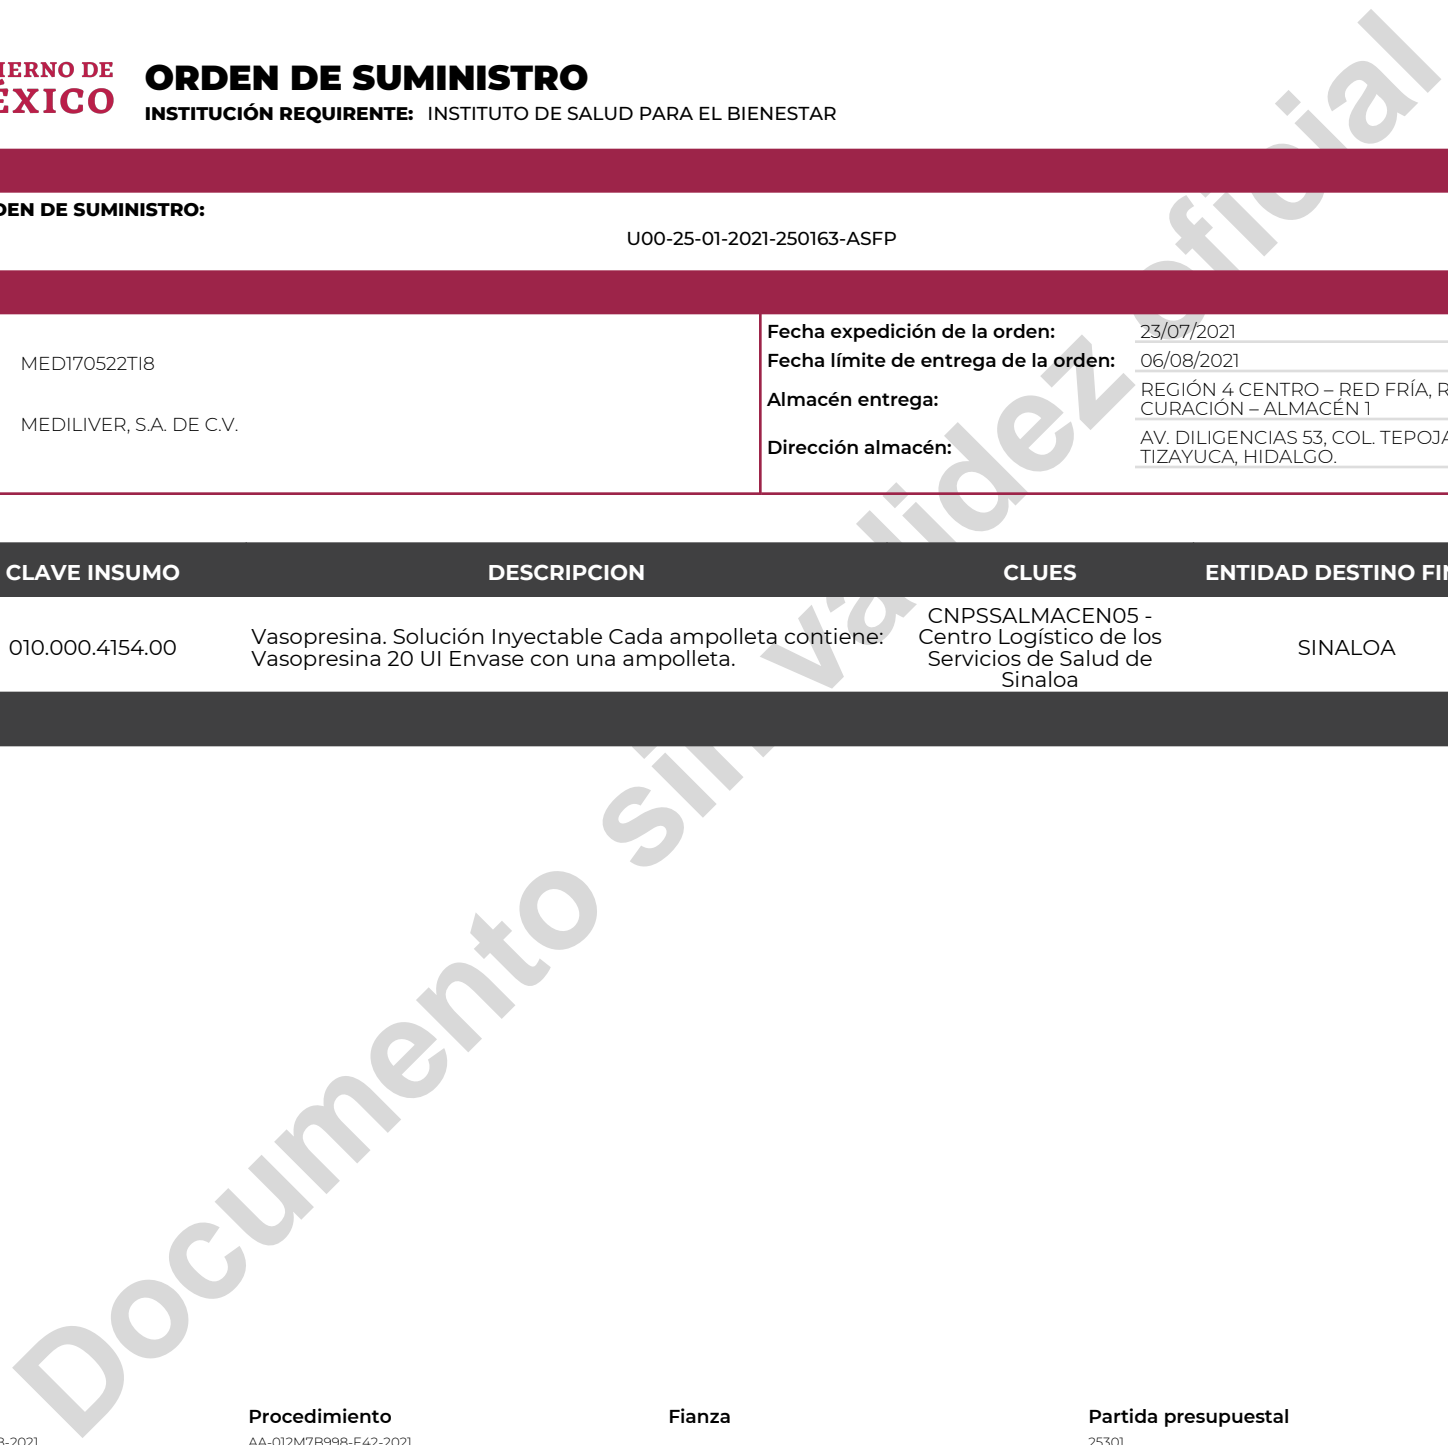 IERNO DE
ÉXICO
ORDEN DE SUMINISTRO
INSTITUCIÓN REQUIRENTE: INSTITUTO DE SALUD PARA EL BIENESTAR
DEN DE SUMINISTRO:
U00-25-01-2021-250163-ASFP
MED170522TI8
MEDILIVER, S.A. DE C.V.
Fecha expedición de la orden: 23/07/2021
Fecha límite de entrega de la orden: 06/08/2021
Almacén entrega: REGIÓN 4 CENTRO – RED FRÍA, R
CURACIÓN – ALMACÉN 1
Dirección almacén: AV. DILIGENCIAS 53, COL. TEPOJA
TIZAYUCA, HIDALGO.
CLAVE INSUMO DESCRIPCION CLUES ENTIDAD DESTINO FIN
010.000.4154.00
Vasopresina. Solución Inyectable Cada ampolleta contiene:
Vasopresina 20 UI Envase con una ampolleta.
CNPSSALMACEN05 -
Centro Logístico de los
Servicios de Salud de
Sinaloa
SINALOA
Documento sin validez oficial
Procedimiento Fianza Partida presupuestal
8-2021 AA-012M7B998-E42-2021 25301